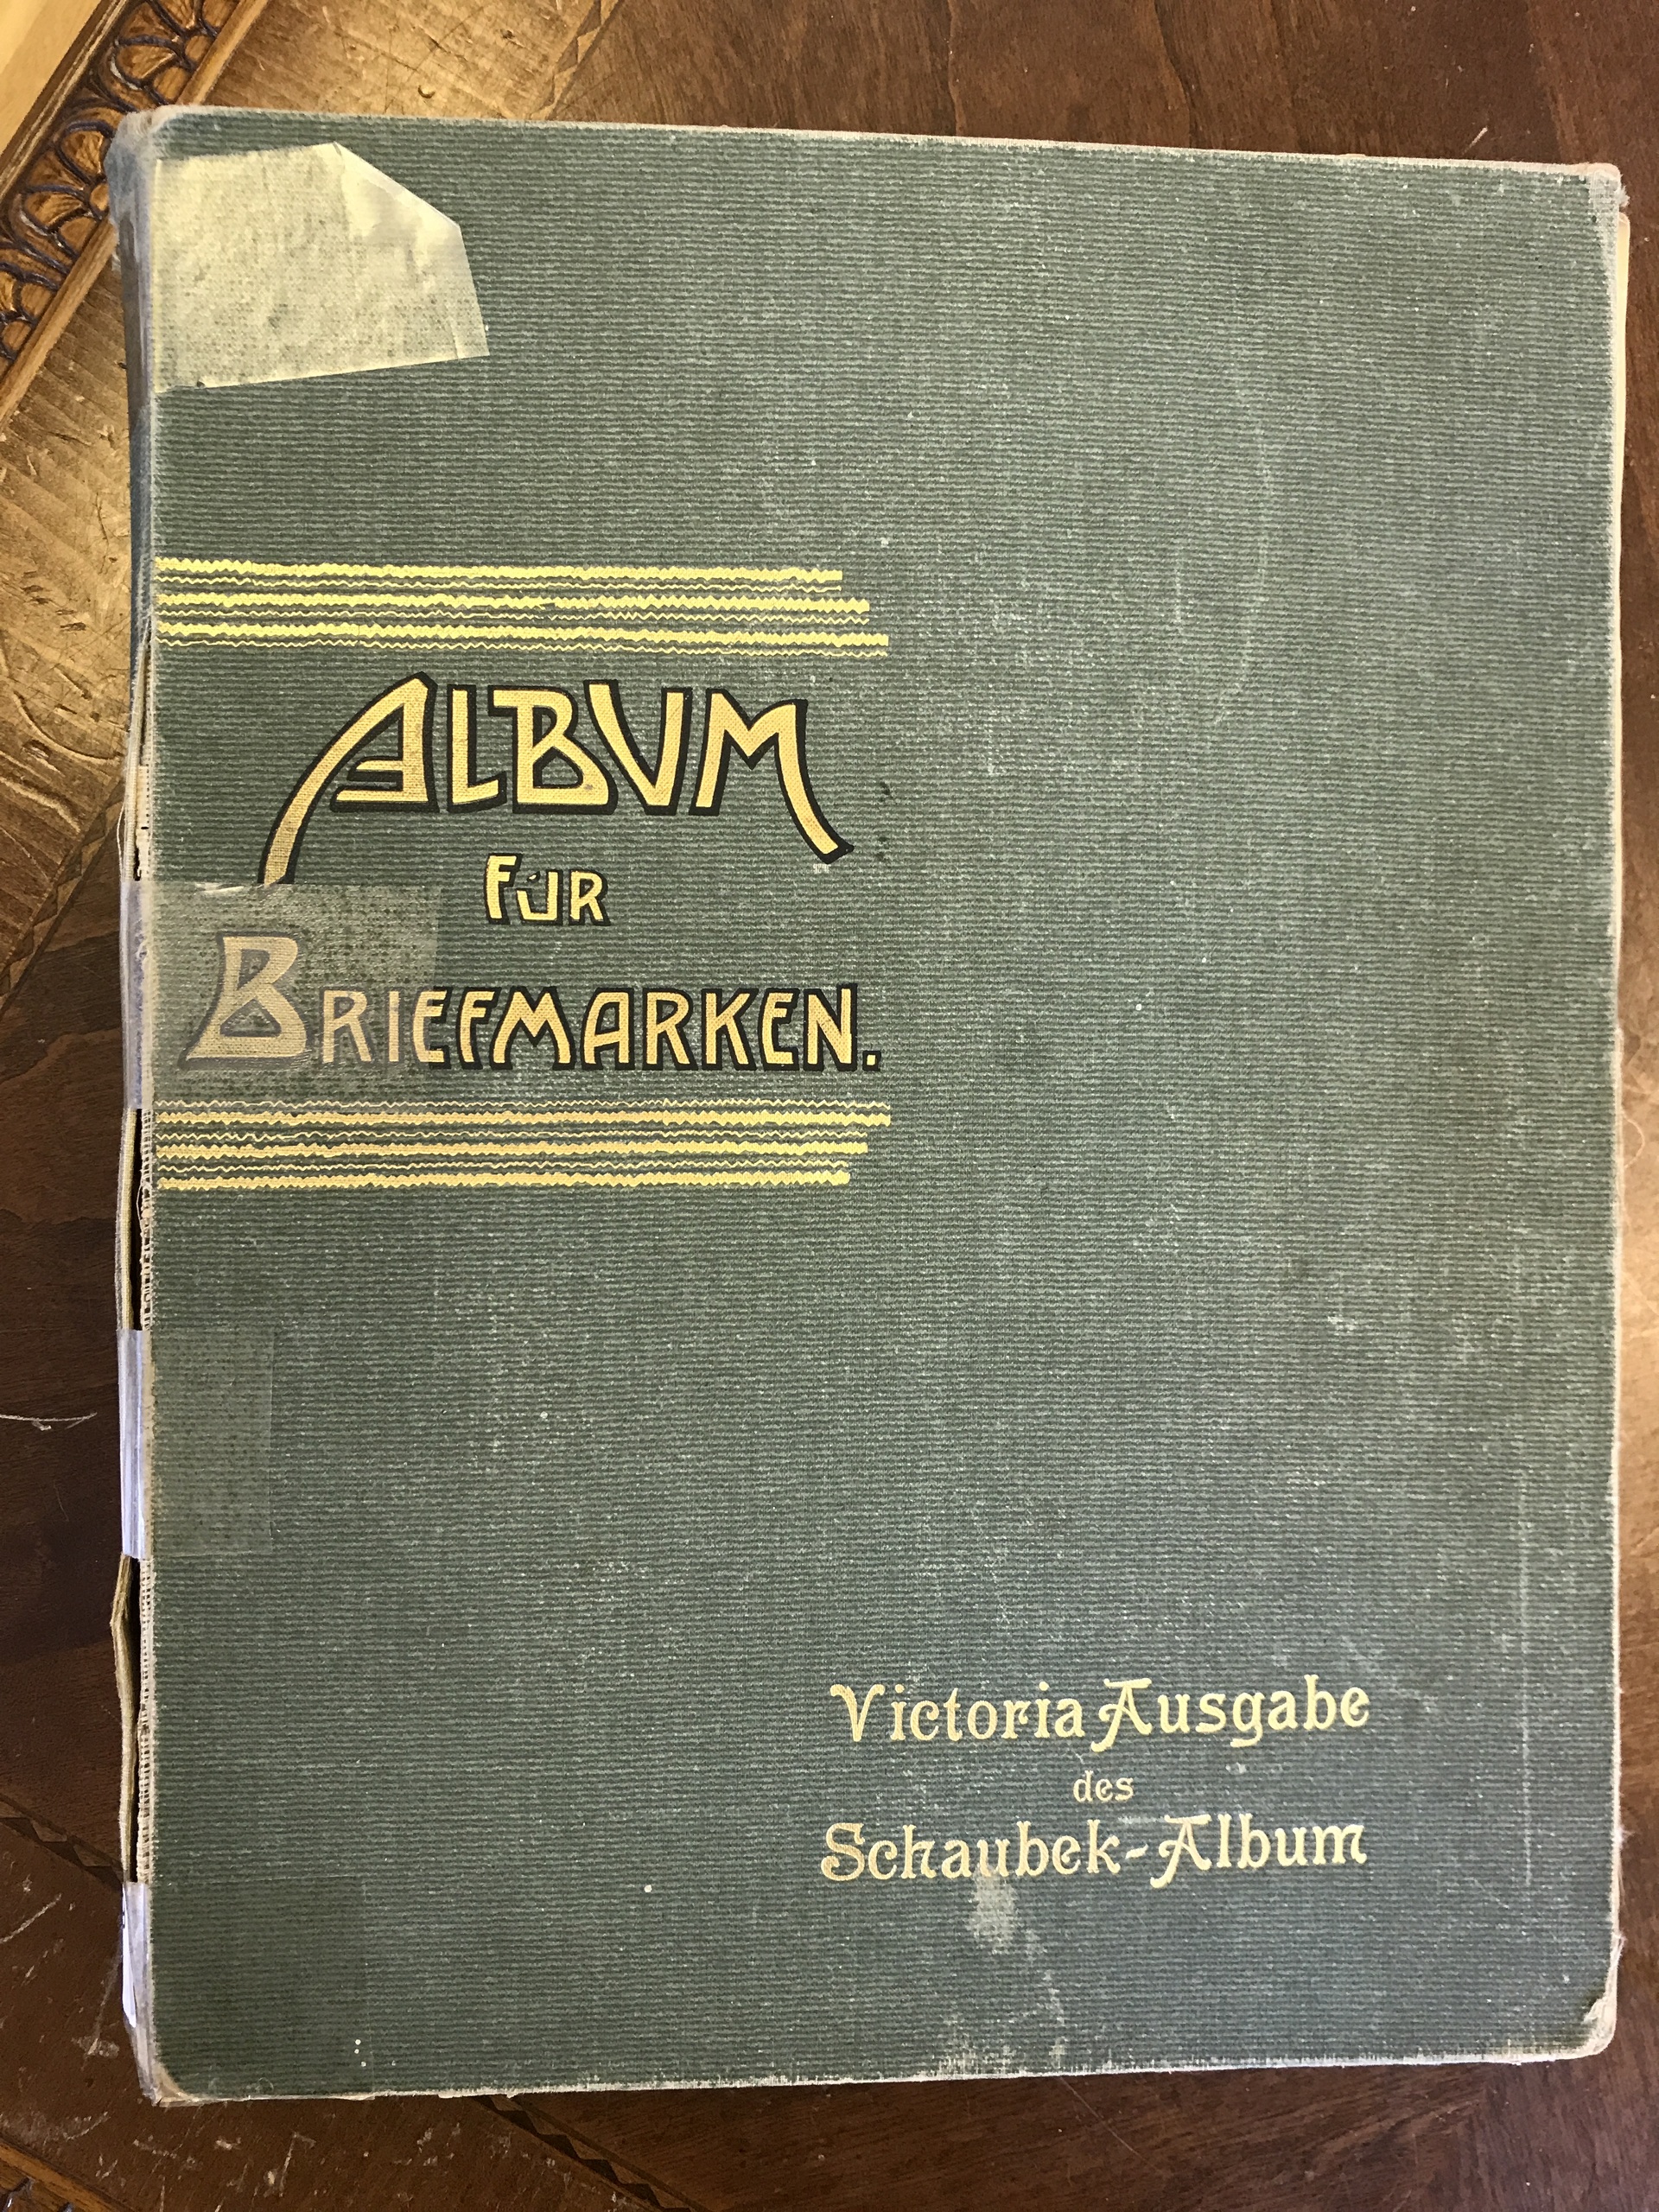 ALBUM
FÜR
BRIEFMARKEN.
Victoria Ausgabe
des
Schaubek-Album